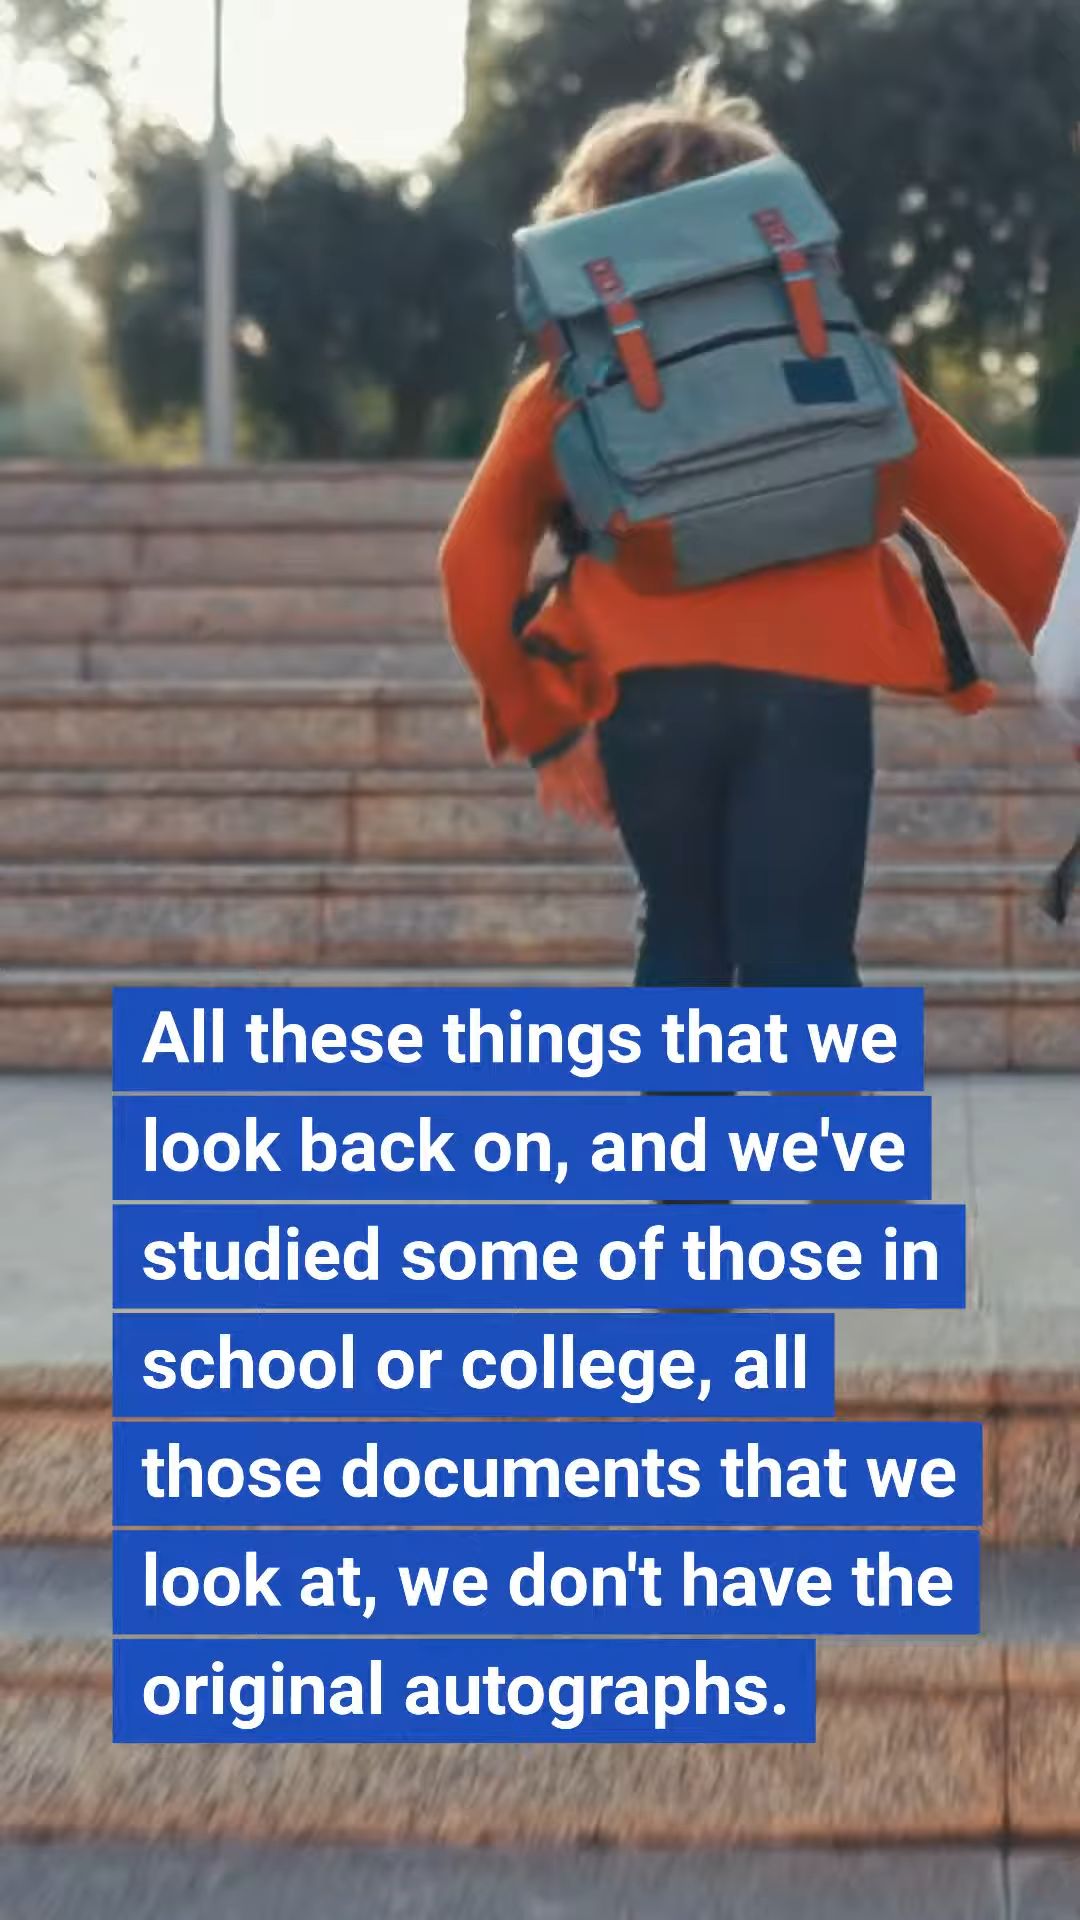 All these things that we
look back on, and we've
studied some of those in
school or college, all
those documents that we
look at, we don't have the
original autographs.